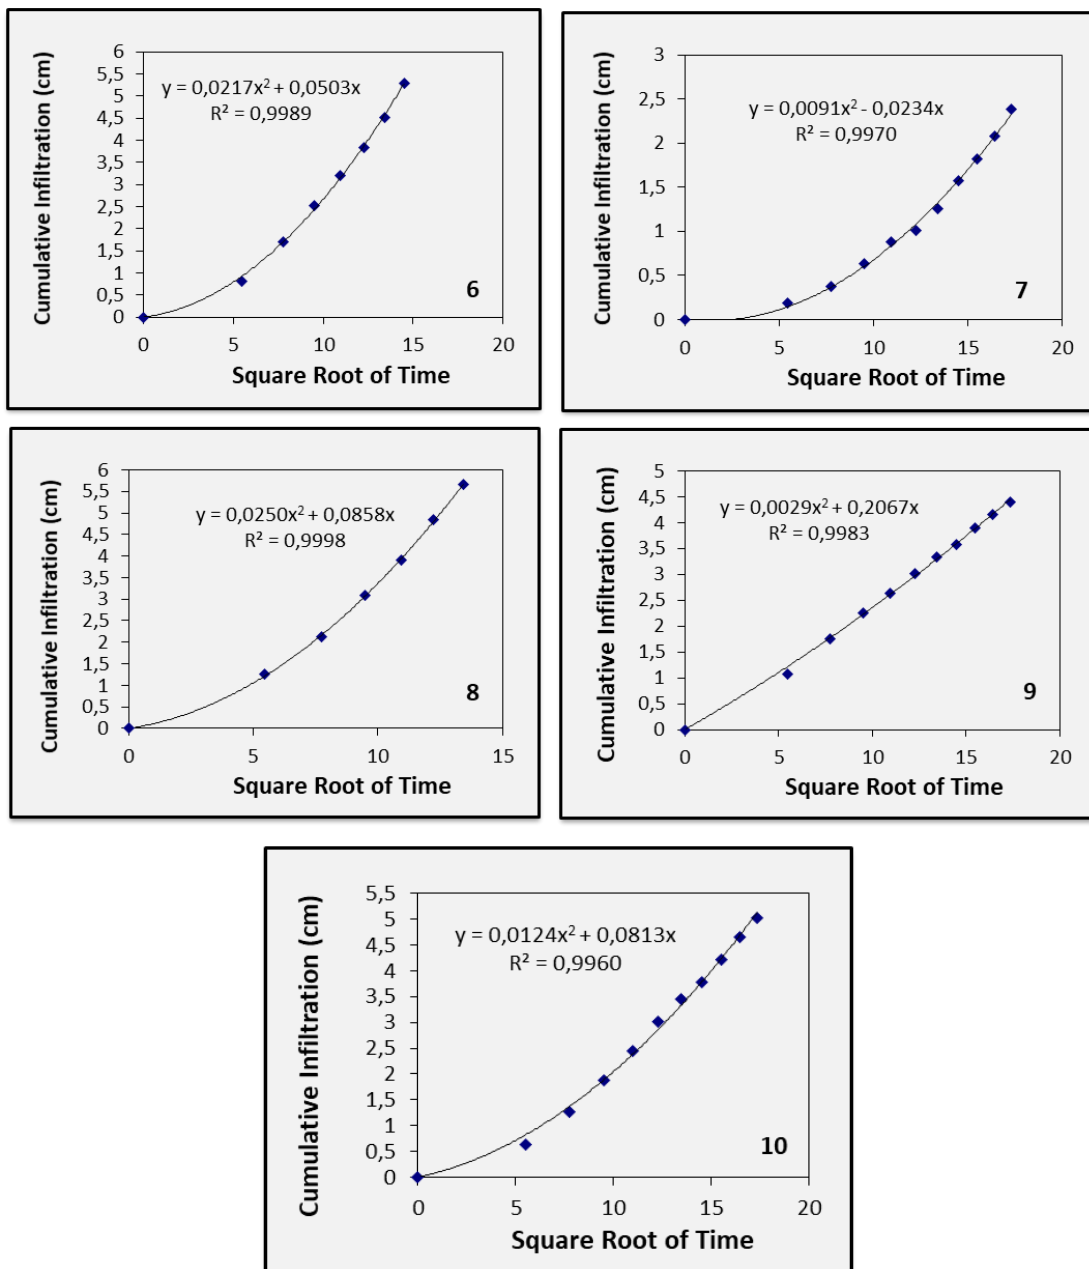 Cumulative Infiltration (cm)
6
5,5
5
4,5
4
3,5
3
2,5
2
1,5
1
0,5
0
y = 0,0217x² + 0,0503x
R² = 0,9989
6
0 5 10 15 20
Square Root of Time
Cumulative Infiltration (cm)
3
2,5
2
1,5
1
0,5
0
y = 0,0091x² - 0,0234x
R² = 0,9970
7
0 5 10 15 20
Square Root of Time
Cumulative Infiltration (cm)
6
5,5
5
4,5
4
3,5
3
2,5
2
1,5
1
0,5
0
y = 0,0250x² + 0,0858x
R² = 0,9998
8
0 5 10 15
Square Root of Time
Cumulative Infiltration (cm)
5
4,5
4
3,5
3
2,5
2
1,5
1
0,5
0
y = 0,0029x² + 0,2067x
R² = 0,9983
9
0 5 10 15 20
Square Root of Time
Cumulative Infiltration (cm)
5,5
5
4,5
4
3,5
3
2,5
2
1,5
1
0,5
0
y = 0,0124x² + 0,0813x
R² = 0,9960
10
0 5 10 15 20
Square Root of Time